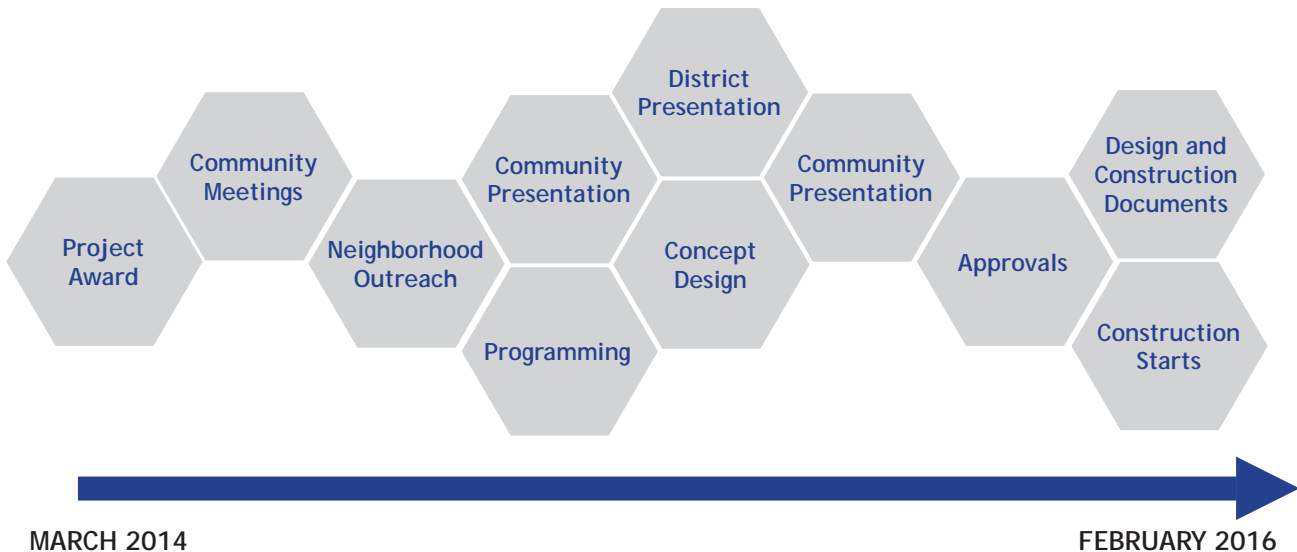 Project
Award
Community
Meetings
Neighborhood
Outreach
Community
Presentation
Programming
District
Presentation
Concept
Design
Community
Presentation
Approvals
Design and
Construction
Documents
Construction
Starts
MARCH 2014
FEBRUARY 2016